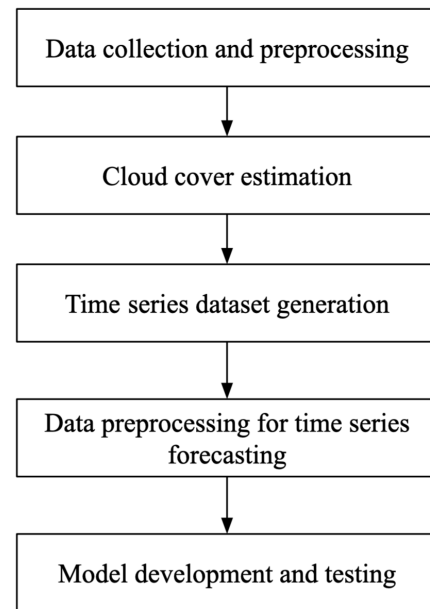 Data collection and preprocessing
Cloud cover estimation
Time series dataset generation
Data preprocessing for time series
forecasting
Model development and testing